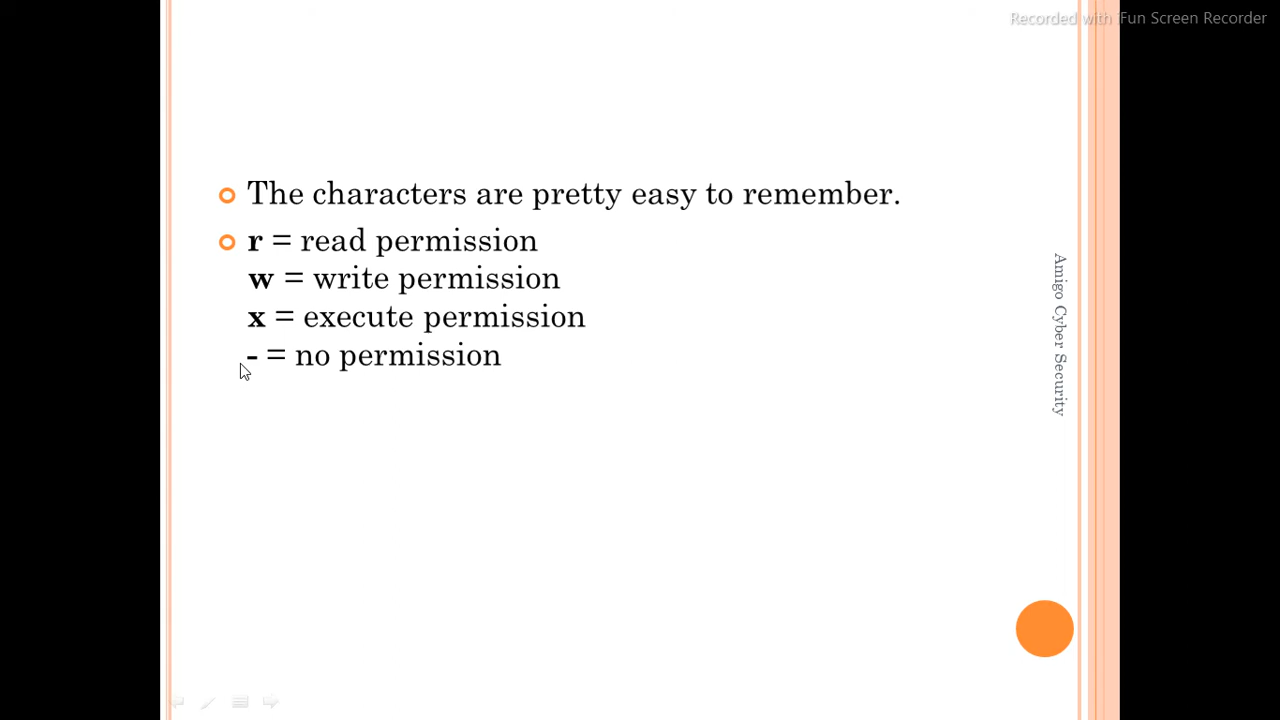 Recorded with iFun Screen Recorder
The characters are pretty easy to remember.
r = read permission
w = write permission
x = execute permission
- = no permission
Amigo Cyber Security